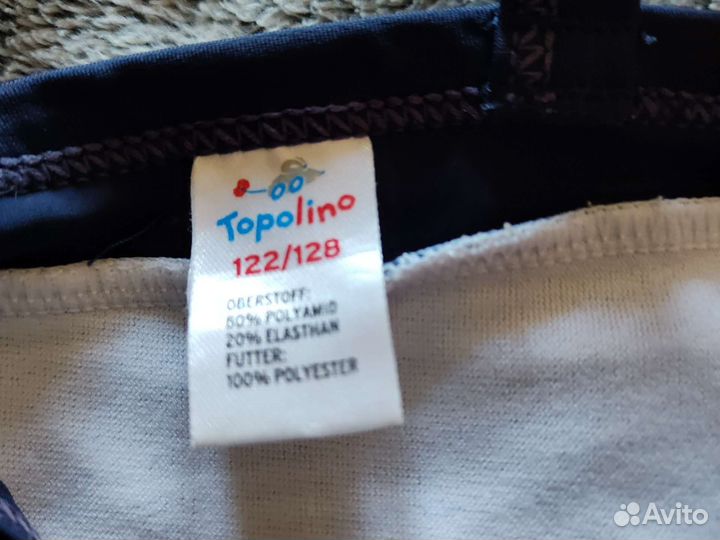 Topolino
122/128
OBERSTOFF:
80% POLYAMID
20% ELASTHAN
FUTTER:
100% POLYESTER
Avito